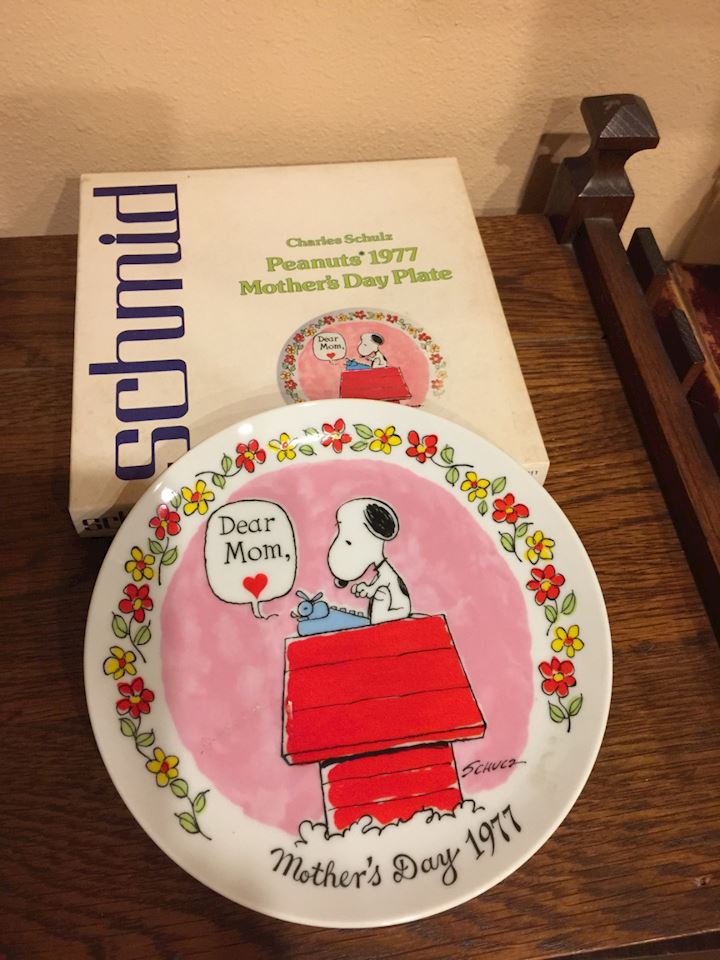 schmid
Charles Schulz
Peanuts® 1977
Mother's Day Plate
Dear
Mom,
Dear
Mom,
SCHULZ
Mother's Day 1977